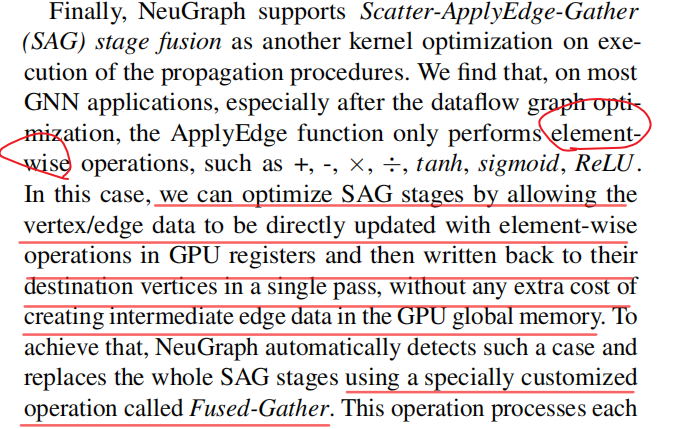 Finally, NeuGraph supports Scatter-ApplyEdge-Gather
(SAG) stage fusion as another kernel optimization on exe-
cution of the propagation procedures. We find that, on most
GNN applications, especially after the dataflow graph opti-
mization, the ApplyEdge function only performs element-
wise operations, such as +, -, ×, ÷, tanh, sigmoid, ReLU.
In this case, we can optimize SAG stages by allowing the
vertex/edge data to be directly updated with element-wise
operations in GPU registers and then written back to their
destination vertices in a single pass, without any extra cost of
creating intermediate edge data in the GPU global memory. To
achieve that, NeuGraph automatically detects such a case and
replaces the whole SAG stages using a specially customized
operation called Fused-Gather. This operation processes each